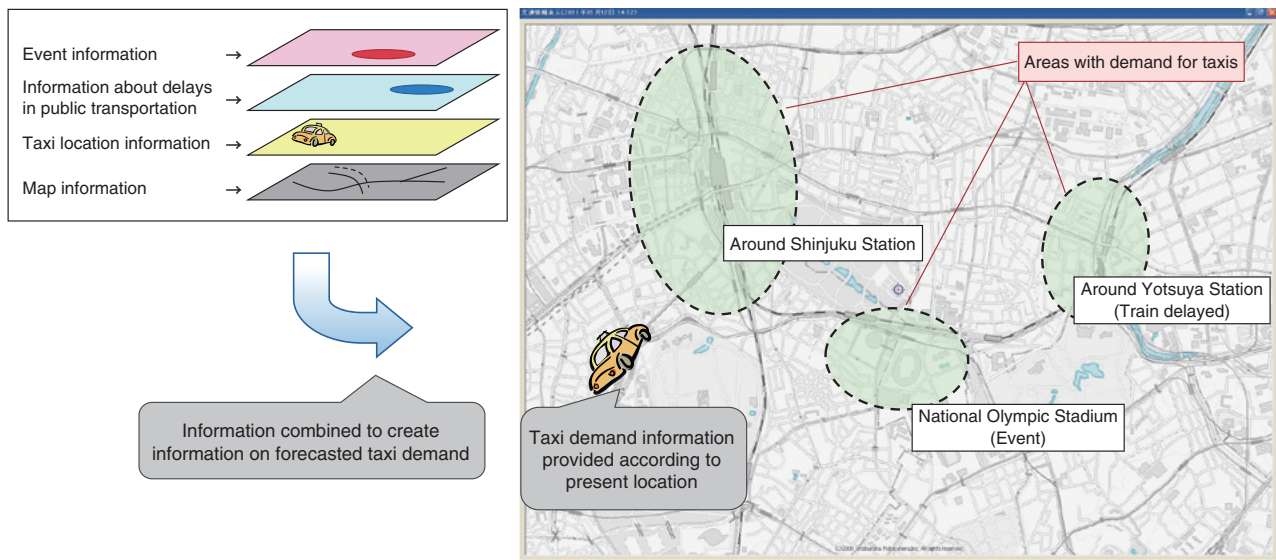 Event information →
Information about delays
in public transportation →
Taxi location information →
Map information →
Information combined to create
information on forecasted taxi demand
Areas with demand for taxis
Around Shinjuku Station
Around Yotsuya Station
(Train delayed)
National Olympic Stadium
(Event)
Taxi demand information
provided according to
present location